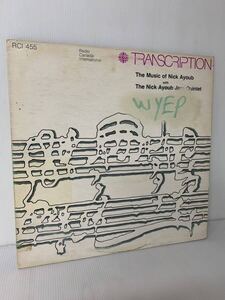 RCI 455
Radio
Canada
International
TRANSCRIPTION
The Music of Nick Ayoub
with
The Nick Ayoub Jazz Quintet
WYEP